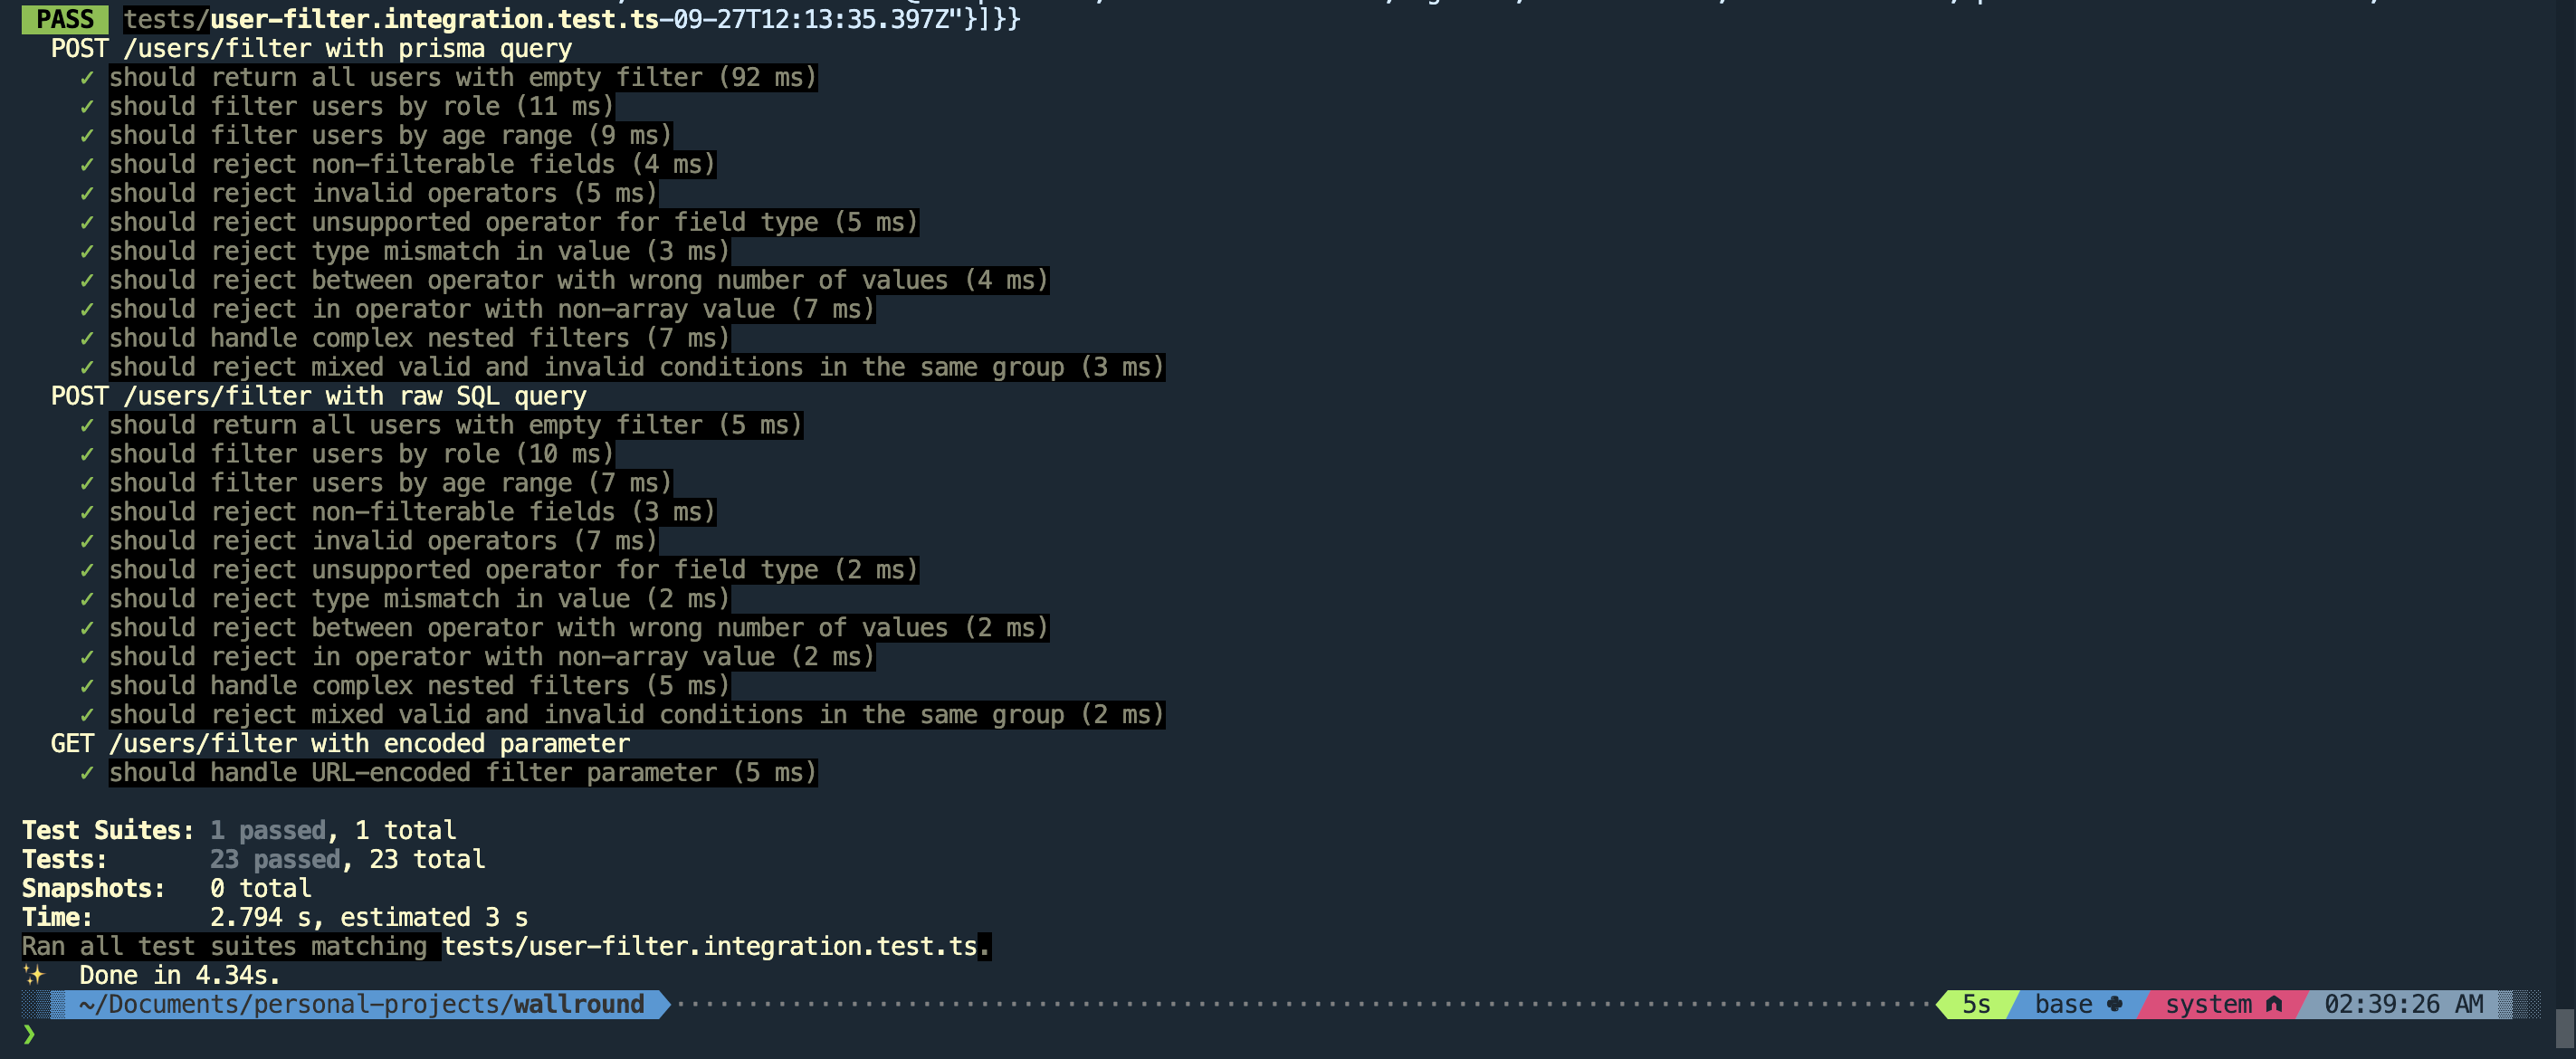 PASS tests/user-filter.integration.test.ts-09-27T12:13:35.397Z"}]}}
POST /users/filter with prisma query
✓ should return all users with empty filter (92 ms)
✓ should filter users by role (11 ms)
✓ should filter users by age range (9 ms)
✓ should reject non-filterable fields (4 ms)
✓ should reject invalid operators (5 ms)
✓ should reject unsupported operator for field type (5 ms)
✓ should reject type mismatch in value (3 ms)
✓ should reject between operator with wrong number of values (4 ms)
✓ should reject in operator with non-array value (7 ms)
✓ should handle complex nested filters (7 ms)
✓ should reject mixed valid and invalid conditions in the same group (3 ms)
POST /users/filter with raw SQL query
✓ should return all users with empty filter (5 ms)
✓ should filter users by role (10 ms)
✓ should filter users by age range (7 ms)
✓ should reject non-filterable fields (3 ms)
✓ should reject invalid operators (7 ms)
✓ should reject unsupported operator for field type (2 ms)
✓ should reject type mismatch in value (2 ms)
✓ should reject between operator with wrong number of values (2 ms)
✓ should reject in operator with non-array value (2 ms)
✓ should handle complex nested filters (5 ms)
✓ should reject mixed valid and invalid conditions in the same group (2 ms)
GET /users/filter with encoded parameter
✓ should handle URL-encoded filter parameter (5 ms)
Test Suites: 1 passed, 1 total
Tests: 23 passed, 23 total
Snapshots: 0 total
Time: 2.794 s, estimated 3 s
Ran all test suites matching tests/user-filter.integration.test.ts.
✨ Done in 4.34s.
~/Documents/personal-projects/wallround 5s base system 02:39:26 AM
❯